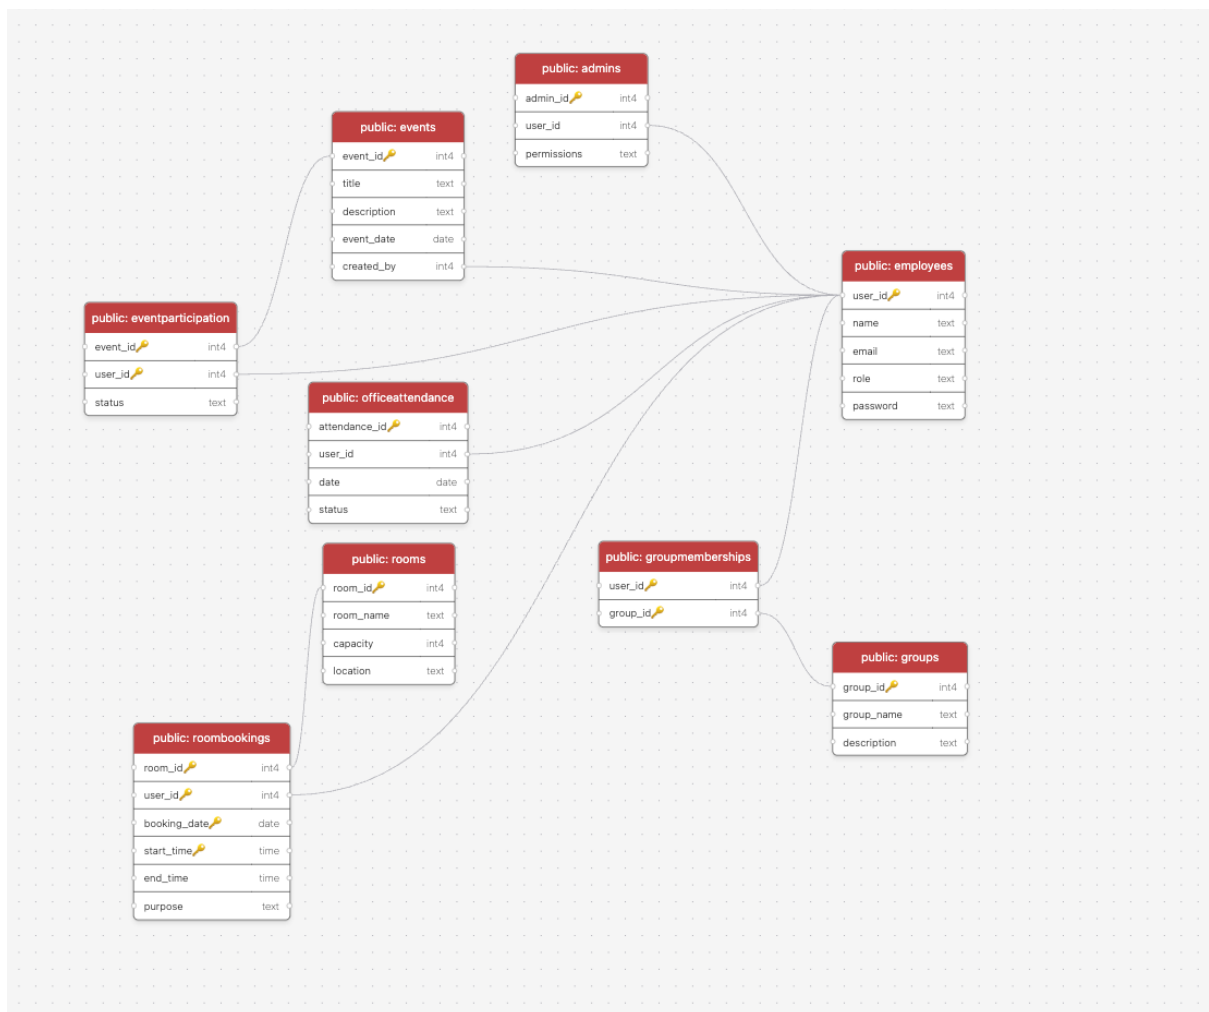 public: admins
admin_id🔑 int4
user_id int4
permissions text
public: events
event_id🔑 int4
title text
description text
event_date date
created_by int4
public: employees
user_id🔑 int4
name text
email text
role text
password text
public: eventparticipation
event_id🔑 int4
user_id🔑 int4
status text
public: officeattendance
attendance_id🔑 int4
user_id int4
date date
status text
public: rooms
room_id🔑 int4
room_name text
capacity int4
location text
public: groupmemberships
user_id🔑 int4
group_id🔑 int4
public: groups
group_id🔑 int4
group_name text
description text
public: roombookings
room_id🔑 int4
user_id🔑 int4
booking_date🔑 date
start_time🔑 time
end_time time
purpose text